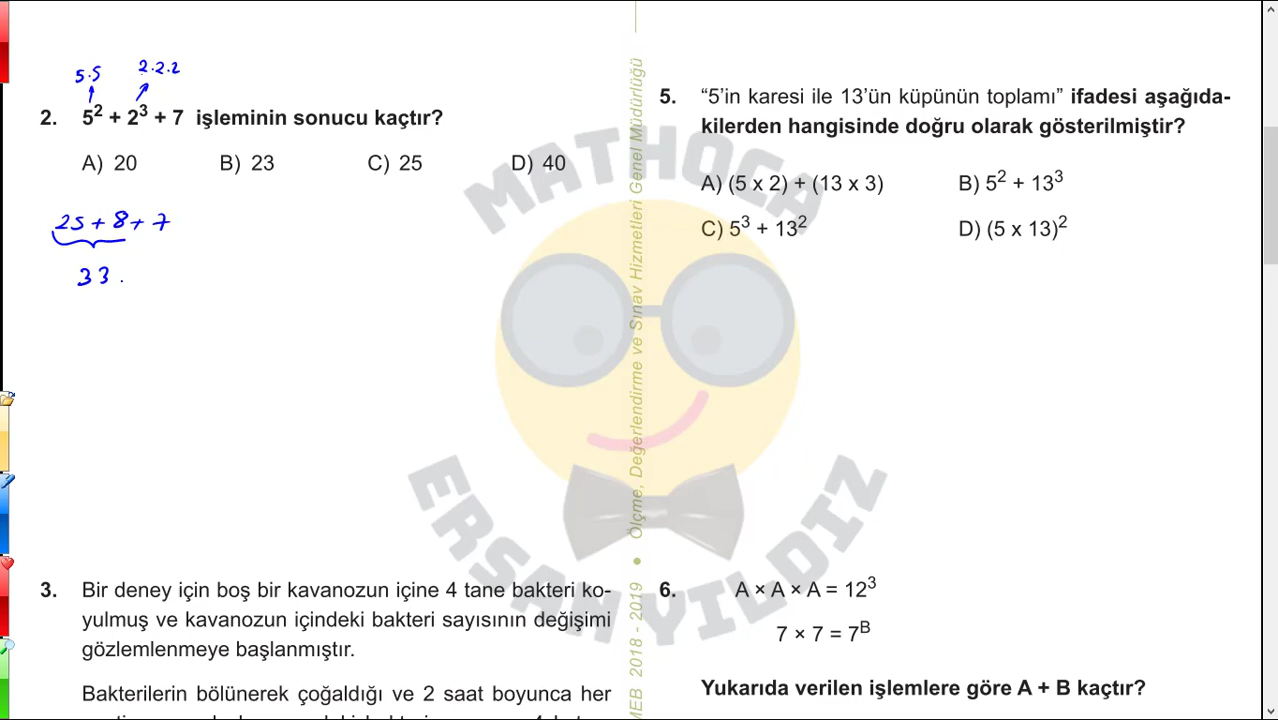 5.5 2.2.2
2. 5² + 2³ + 7 işleminin sonucu kaçtır?
A) 20 B) 23 C) 25 D) 40
25 + 8 + 7
33
3. Bir deney için boş bir kavanozun içine 4 tane bakteri ko-
yulmuş ve kavanozun içindeki bakteri sayısının değişimi
gözlemlenmeye başlanmıştır.
Bakterilerin bölünerek çoğaldığı ve 2 saat boyunca her
MEB 2018 - 2019 ● Ölçme, Değerlendirme ve Sınav Hizmetleri Genel Müdürlüğü
5. “5’in karesi ile 13’ün küpünün toplamı” ifadesi aşağıda-
kilerden hangisinde doğru olarak gösterilmiştir?
A) (5 x 2) + (13 x 3) B) 5² + 13³
C) 5³ + 13² D) (5 x 13)²
6. A × A × A = 12³
7 × 7 = 7ᴮ
Yukarıda verilen işlemlere göre A + B kaçtır?
MATHOCA
ERSAN YILDIZ